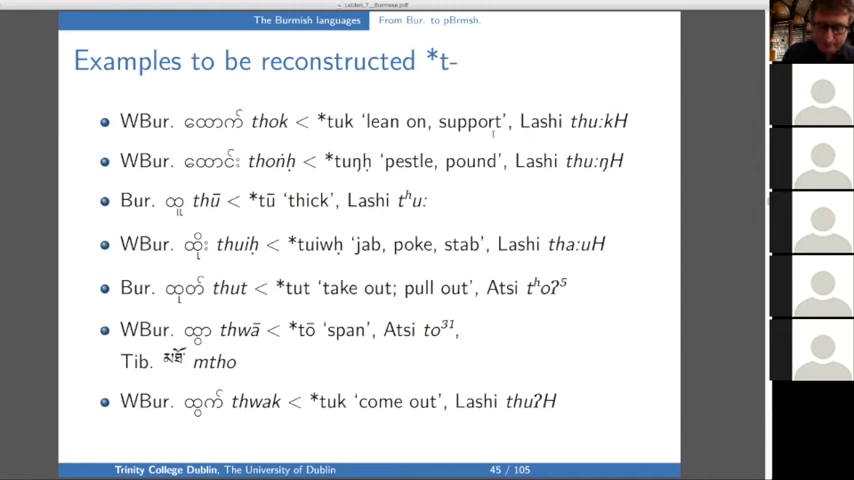 Leiden_7__Burmese.pdf
The Burmish languages From Bur. to pBrmsh.
Examples to be reconstructed *t-
WBur. ထောက် thok < *tuk ‘lean on, support’, Lashi thu:kH
WBur. ထောင်း thoṅḥ < *tuŋḥ ‘pestle, pound’, Lashi thu:ŋH
Bur. ထူ thū < *tū ‘thick’, Lashi tʰu:
WBur. ထိုး thuiḥ < *tuiwḥ ‘jab, poke, stab’, Lashi tha:uH
Bur. ထုတ် thut < *tut ‘take out; pull out’, Atsi tʰoʔ⁵
WBur. ထွာ thwā < *tō ‘span’, Atsi to³¹,
Tib. མཐོ mtho
WBur. ထွက် thwak < *tuk ‘come out’, Lashi thuʔH
Trinity College Dublin, The University of Dublin 45 / 105